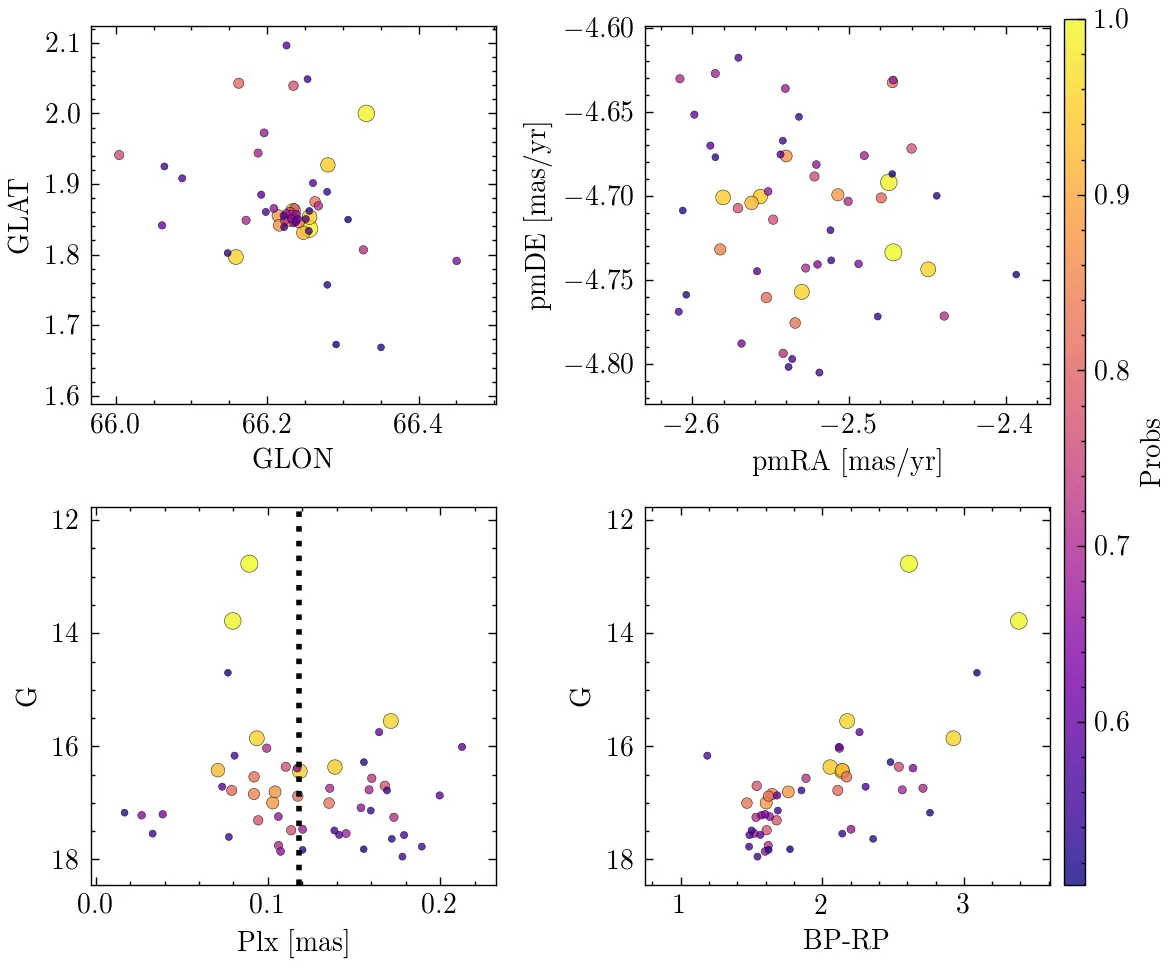 2.1
2.0
1.9
1.8
1.7
1.6
GLAT
66.0 66.2 66.4
GLON
−4.60
−4.65
−4.70
−4.75
−4.80
pmDE [mas/yr]
−2.6 −2.5 −2.4
pmRA [mas/yr]
12
14
16
18
G
0.0 0.1 0.2
Plx [mas]
12
14
16
18
G
1 2 3
BP-RP
1.0
0.9
0.8
0.7
0.6
Probs